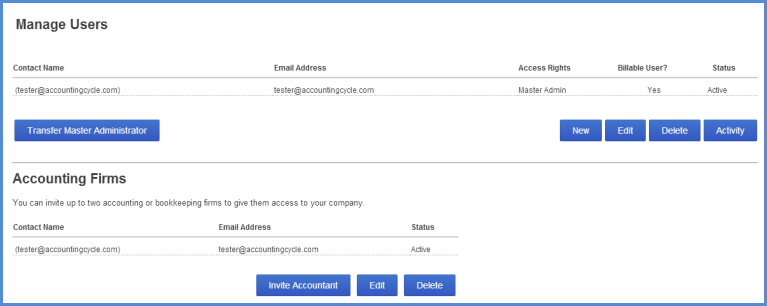 Manage Users
Contact Name Email Address Access Rights Billable User? Status
(tester@accountingcycle.com) tester@accountingcycle.com Master Admin Yes Active
Transfer Master Administrator New Edit Delete Activity
Accounting Firms
You can invite up to two accounting or bookkeeping firms to give them access to your company.
Contact Name Email Address Status
(tester@accountingcycle.com) tester@accountingcycle.com Active
Invite Accountant Edit Delete